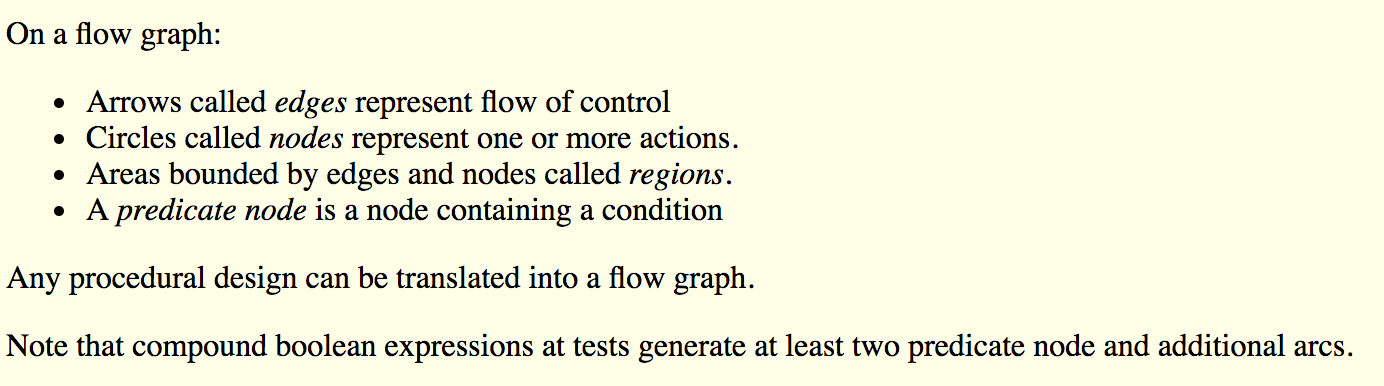 On a flow graph:
• Arrows called edges represent flow of control
• Circles called nodes represent one or more actions.
• Areas bounded by edges and nodes called regions.
• A predicate node is a node containing a condition
Any procedural design can be translated into a flow graph.
Note that compound boolean expressions at tests generate at least two predicate node and additional arcs.